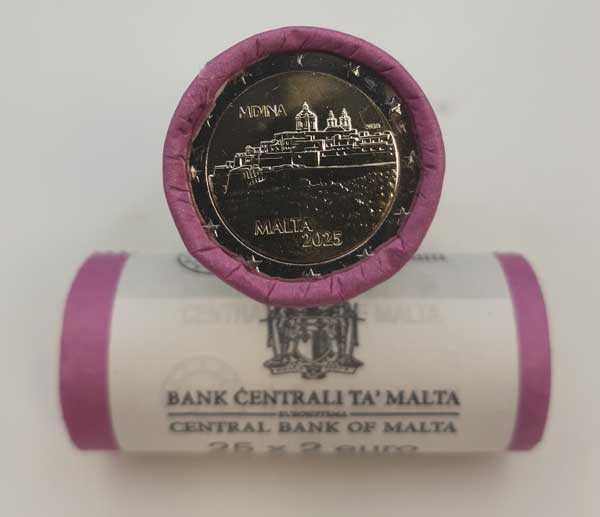 MDINA
MALTA
2025
CENTRAL BANK OF MALTA
BANK ĊENTRALI TA' MALTA
EUROSISTEMA
CENTRAL BANK OF MALTA
25 x 2 euro